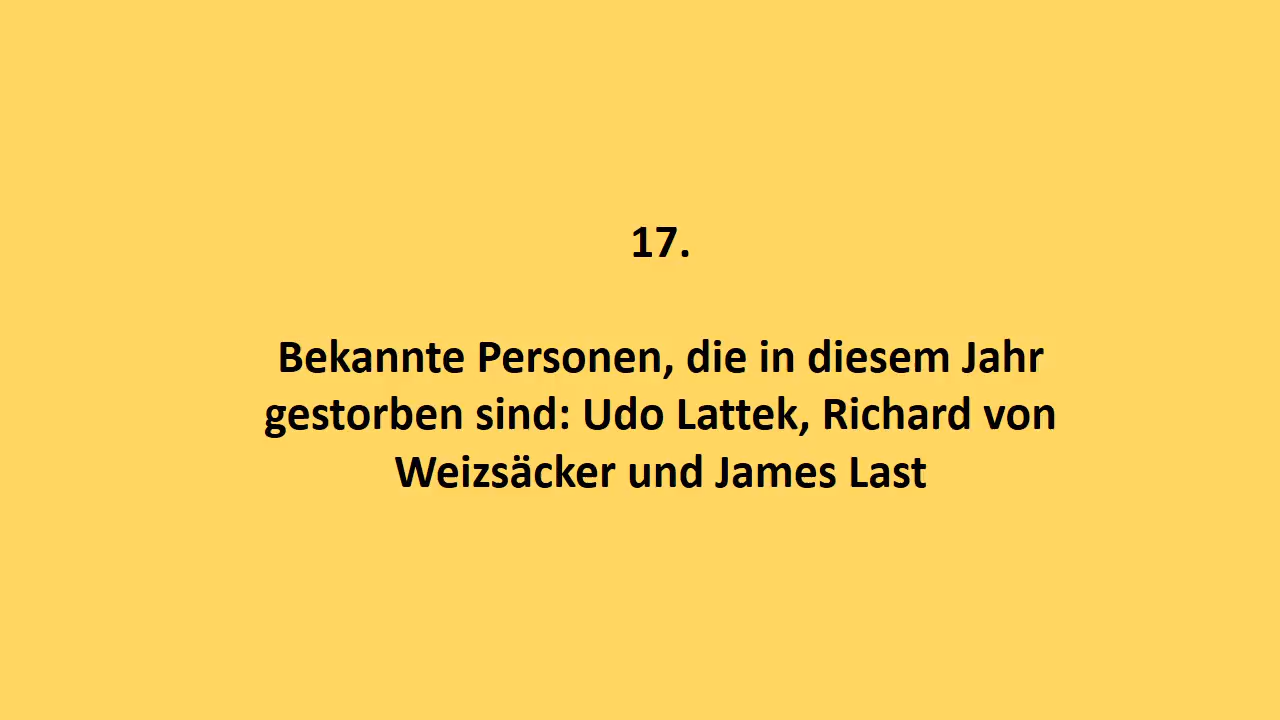 17.
Bekannte Personen, die in diesem Jahr
gestorben sind: Udo Lattek, Richard von
Weizsäcker und James Last